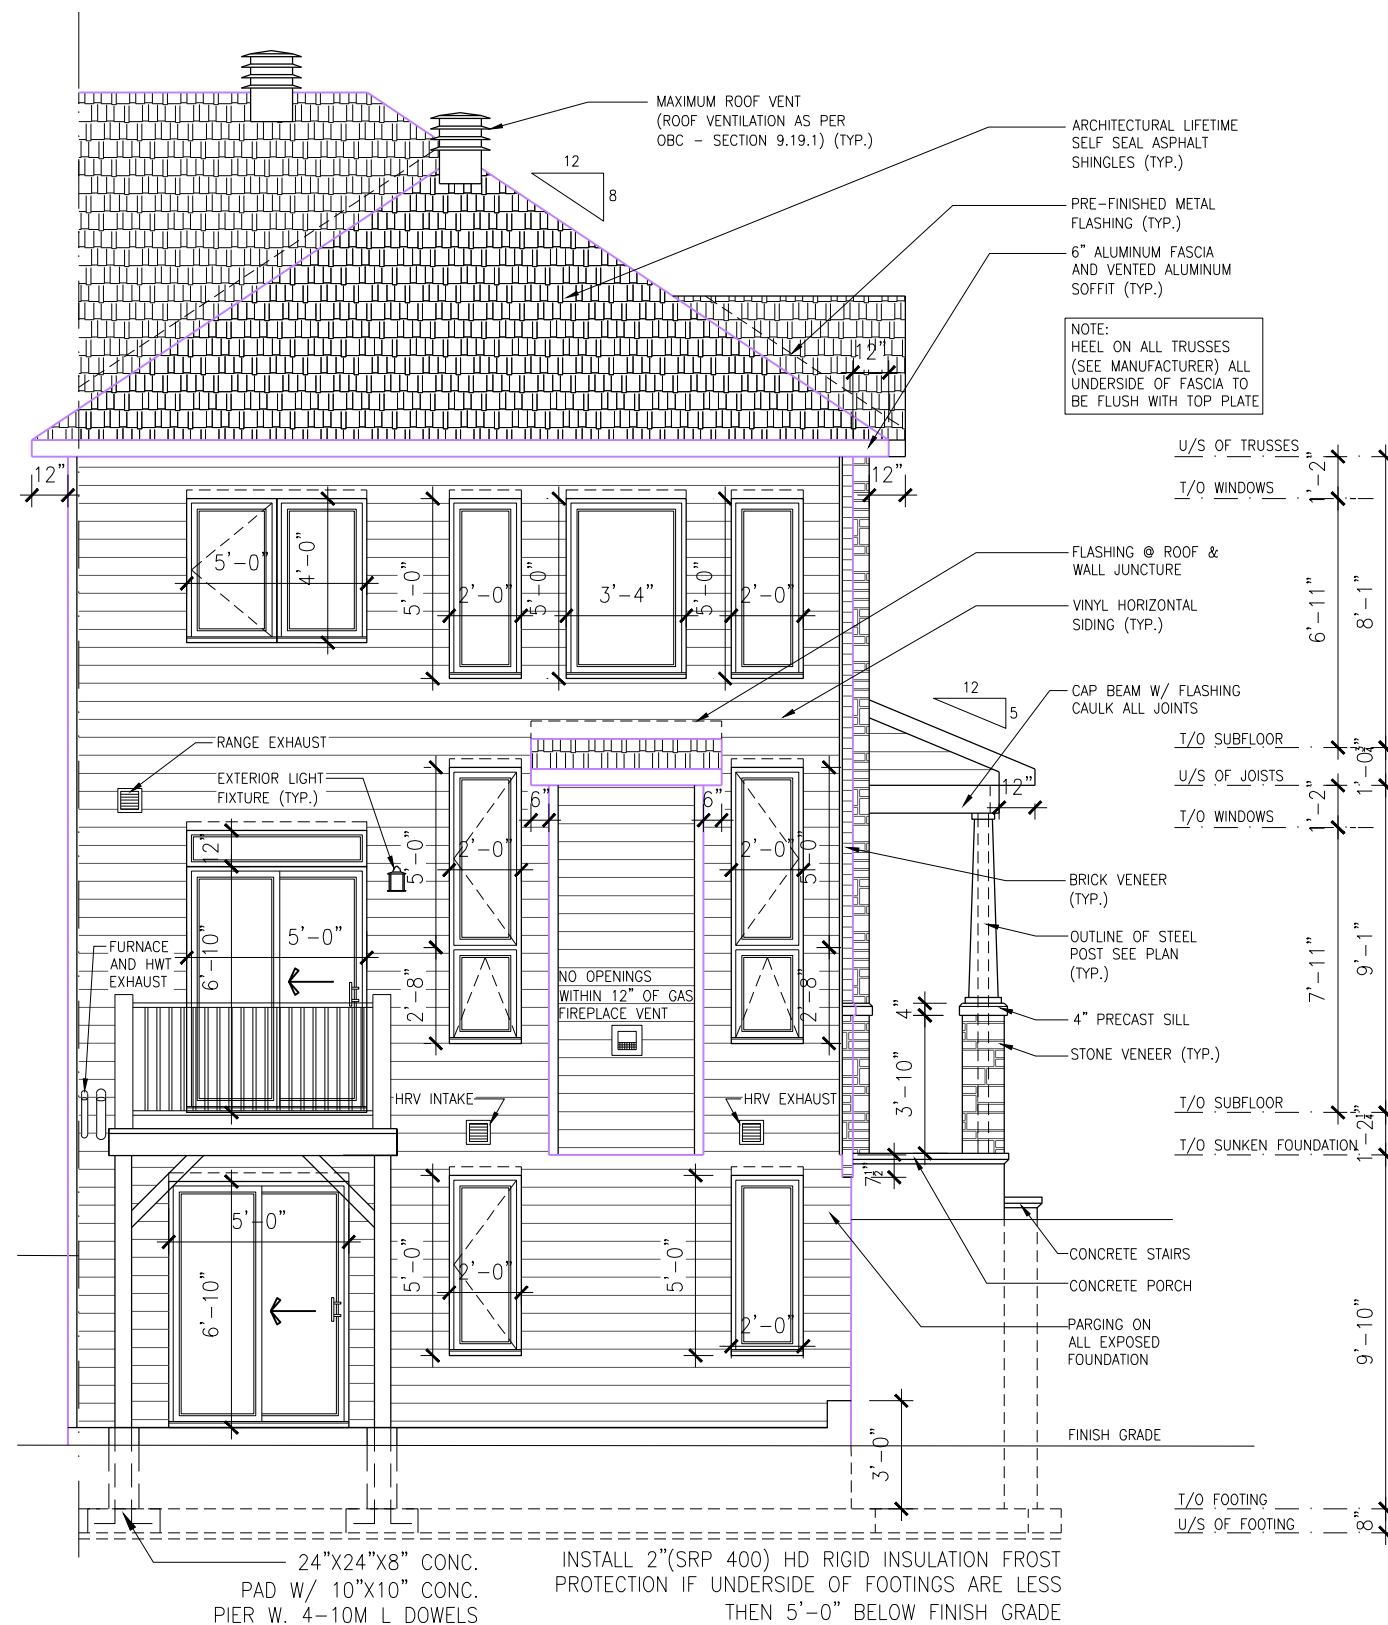 MAXIMUM ROOF VENT
(ROOF VENTILATION AS PER
OBC - SECTION 9.19.1) (TYP.)
12
8
ARCHITECTURAL LIFETIME
SELF SEAL ASPHALT
SHINGLES (TYP.)
PRE-FINISHED METAL
FLASHING (TYP.)
6" ALUMINUM FASCIA
AND VENTED ALUMINUM
SOFFIT (TYP.)
NOTE:
HEEL ON ALL TRUSSES
(SEE MANUFACTURER) ALL
UNDERSIDE OF FASCIA TO
BE FLUSH WITH TOP PLATE
12"
12"
12"
U/S OF TRUSSES
1'-2"
T/O WINDOWS
5'-0"
4'-0"
5'-0"
2'-0"
5'-0"
3'-4"
5'-0"
2'-0"
FLASHING @ ROOF &
WALL JUNCTURE
VINYL HORIZONTAL
SIDING (TYP.)
6'-11"
8'-1"
12
5
CAP BEAM W/ FLASHING
CAULK ALL JOINTS
RANGE EXHAUST
EXTERIOR LIGHT
FIXTURE (TYP.)
T/O SUBFLOOR
U/S OF JOISTS
1'-2"
T/O WINDOWS
6"
6"
12"
12"
5'-0"
2'-0"
2'-0"
5'-0"
BRICK VENEER
(TYP.)
OUTLINE OF STEEL
POST SEE PLAN
(TYP.)
7'-11"
9'-1"
FURNACE
AND HWT
EXHAUST
6'-10"
5'-0"
2'-8"
NO OPENINGS
WITHIN 12" OF GAS
FIREPLACE VENT
2'-8"
4"
4" PRECAST SILL
STONE VENEER (TYP.)
3'-10"
HRV INTAKE
HRV EXHAUST
T/O SUBFLOOR
T/O SUNKEN FOUNDATION
5'-0"
6'-10"
5'-0"
2'-0"
5'-0"
2'-0"
CONCRETE STAIRS
CONCRETE PORCH
PARGING ON
ALL EXPOSED
FOUNDATION
9'-10"
3'-0"
FINISH GRADE
T/O FOOTING
U/S OF FOOTING
8"
24"X24"X8" CONC.
PAD W/ 10"X10" CONC.
PIER W. 4-10M L DOWELS
INSTALL 2"(SRP 400) HD RIGID INSULATION FROST
PROTECTION IF UNDERSIDE OF FOOTINGS ARE LESS
THEN 5'-0" BELOW FINISH GRADE